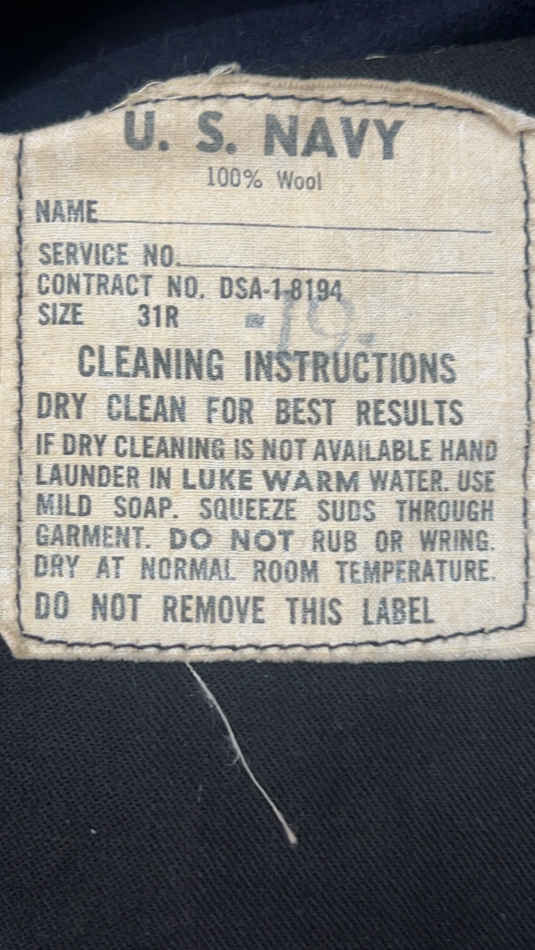 U. S. NAVY
100% Wool
NAME
SERVICE NO.
CONTRACT NO. DSA-1-8194
SIZE 31R
-19-
CLEANING INSTRUCTIONS
DRY CLEAN FOR BEST RESULTS
IF DRY CLEANING IS NOT AVAILABLE HAND
LAUNDER IN LUKE WARM WATER. USE
MILD SOAP. SQUEEZE SUDS THROUGH
GARMENT. DO NOT RUB OR WRING.
DRY AT NORMAL ROOM TEMPERATURE.
DO NOT REMOVE THIS LABEL